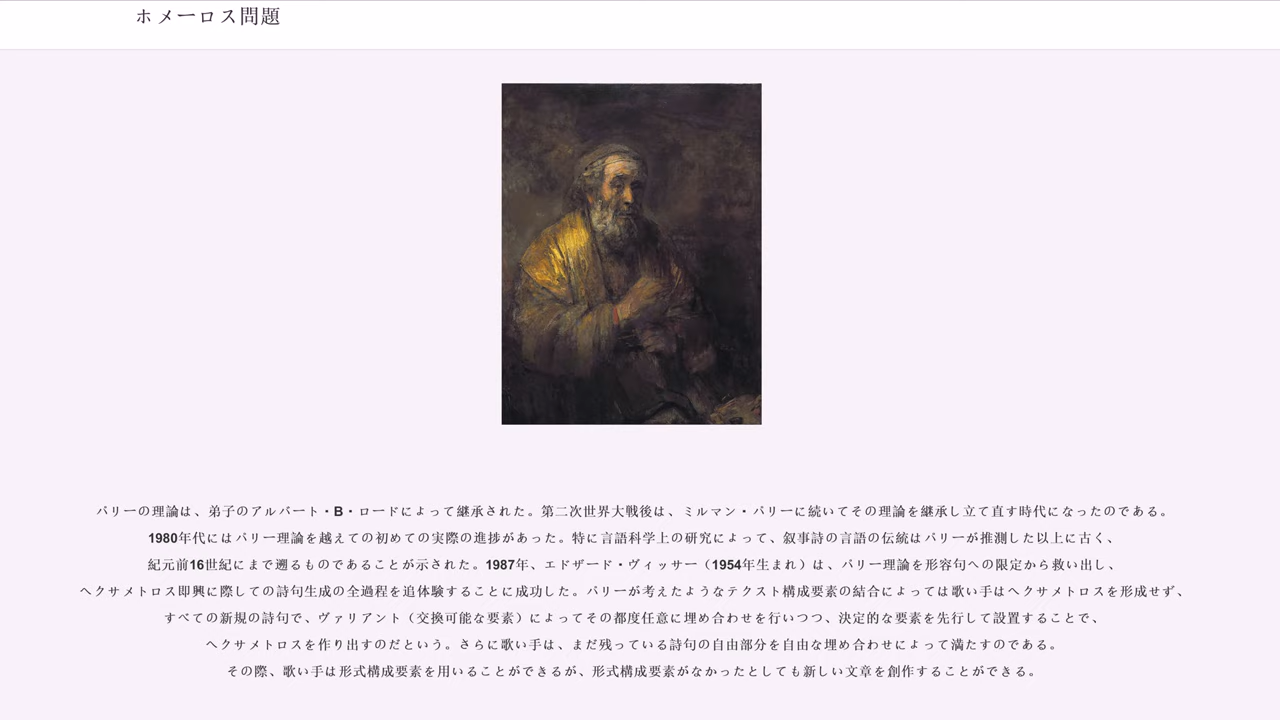 ホメーロス問題
パリーの理論は、弟子のアルバート・B・ロードによって継承された。第二次世界大戦後は、ミルマン・パリーに続いてその理論を継承し立て直す時代になったのである。
1980年代にはパリー理論を越えての初めての実際の進捗があった。特に言語科学上の研究によって、叙事詩の言語の伝統はパリーが推測した以上に古く、
紀元前16世紀にまで遡るものであることが示された。1987年、エドザード・ヴィッサー（1954年生まれ）は、パリー理論を形容句への限定から救い出し、
ヘクサメトロス即興に際しての詩句生成の全過程を追体験することに成功した。パリーが考えたようなテクスト構成要素の結合によっては歌い手はヘクサメトロスを形成せず、
すべての新規の詩句で、ヴァリアント（交換可能な要素）によってその都度任意に埋め合わせを行いつつ、決定的な要素を先行して設置することで、
ヘクサメトロスを作り出すのだという。さらに歌い手は、まだ残っている詩句の自由部分を自由な埋め合わせによって満たすのである。
その際、歌い手は形式構成要素を用いることができるが、形式構成要素がなかったとしても新しい文章を創作することができる。